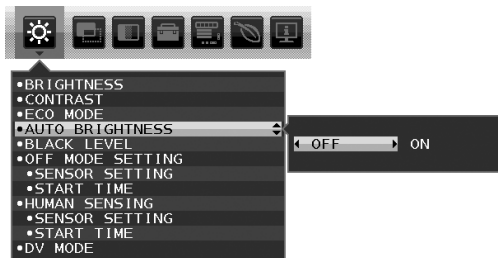 •BRIGHTNESS
•CONTRAST
•ECO MODE
•AUTO BRIGHTNESS
OFF ON
•BLACK LEVEL
•OFF MODE SETTING
•SENSOR SETTING
•START TIME
•HUMAN SENSING
•SENSOR SETTING
•START TIME
•DV MODE